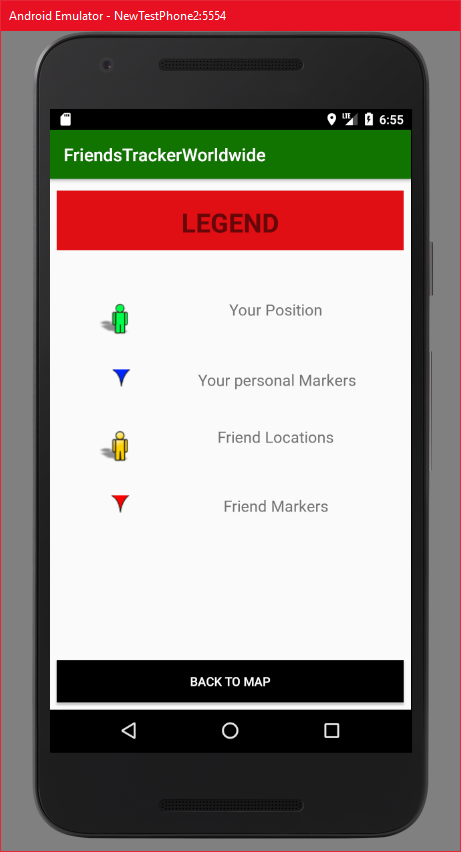 Android Emulator - NewTestPhone2:5554
LTE 6:55
FriendsTrackerWorldwide
LEGEND
Your Position
Your personal Markers
Friend Locations
Friend Markers
BACK TO MAP